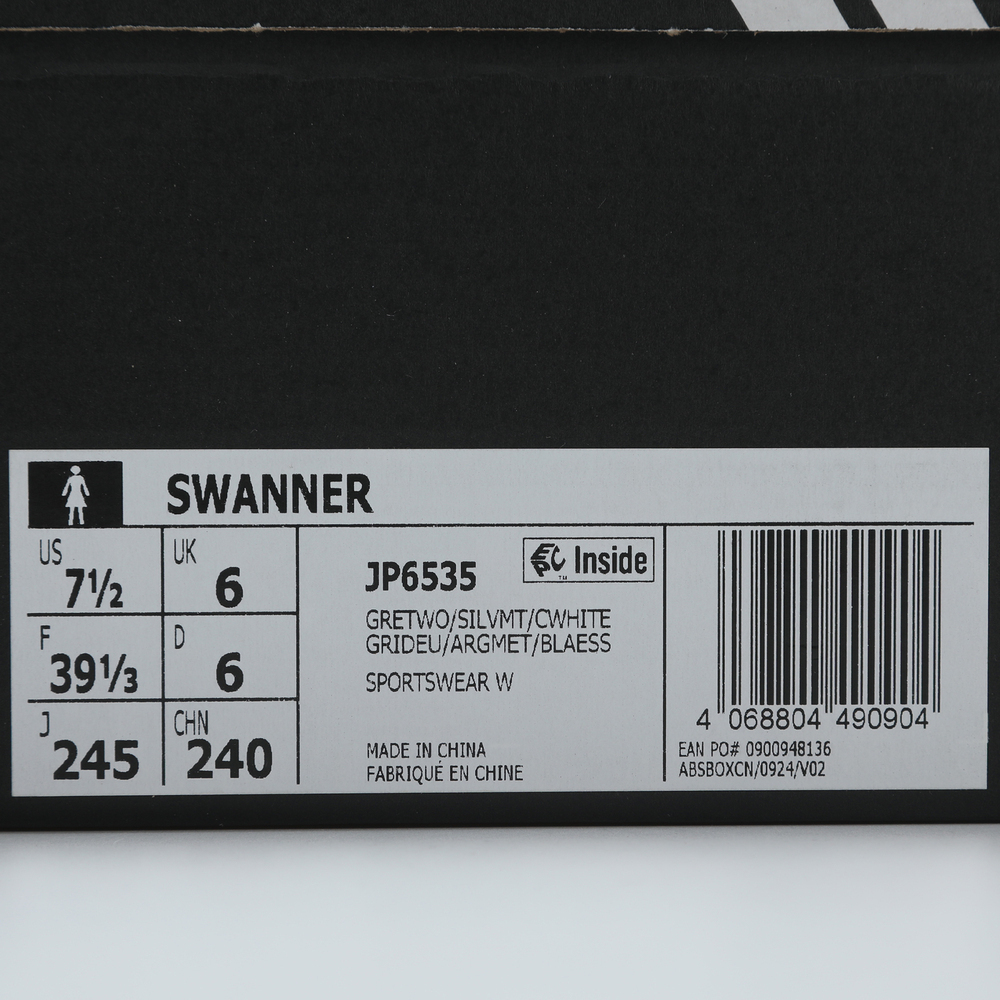 SWANNER
US
7½
UK
6
F
39⅓
D
6
J
245
CHN
240
JP6535
Inside
GRETWO/SILVMT/CWHITE
GRIDEU/ARGMET/BLAESS
SPORTSWEAR W
MADE IN CHINA
FABRIQUÉ EN CHINE
4 068804 490904
EAN PO# 0900948136
ABSBOXCN/0924/V02